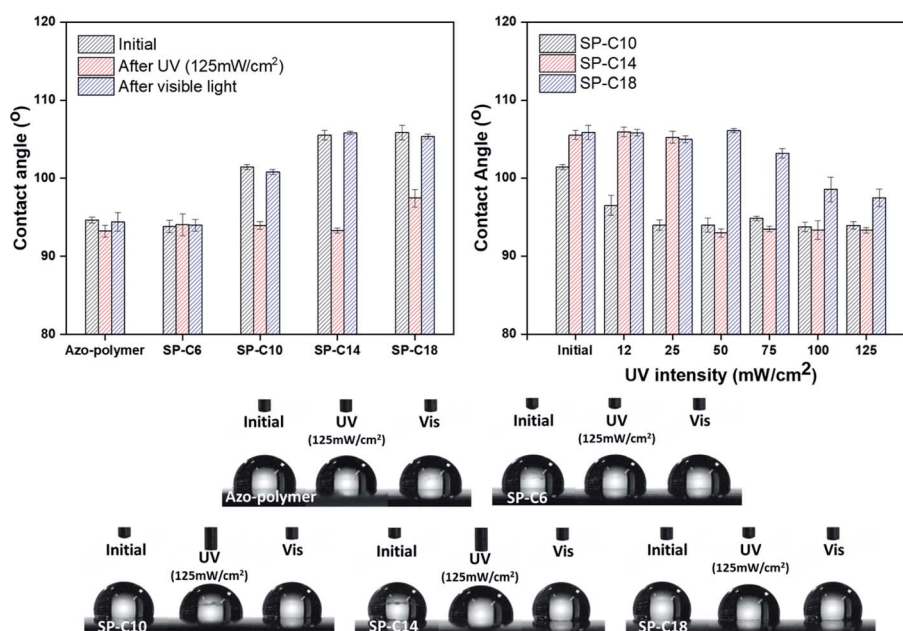 120
110
100
90
80
Contact angle (°)
Initial
After UV (125mW/cm²)
After visible light
Azo-polymer SP-C6 SP-C10 SP-C14 SP-C18
120
110
100
90
80
Contact Angle (°)
SP-C10
SP-C14
SP-C18
Initial 12 25 50 75 100 125
UV intensity (mW/cm²)
Initial UV Vis
(125mW/cm²)
Azo-polymer
Initial UV Vis
(125mW/cm²)
SP-C6
Initial UV Vis
(125mW/cm²)
SP-C10
Initial UV Vis
(125mW/cm²)
SP-C14
Initial UV Vis
(125mW/cm²)
SP-C18